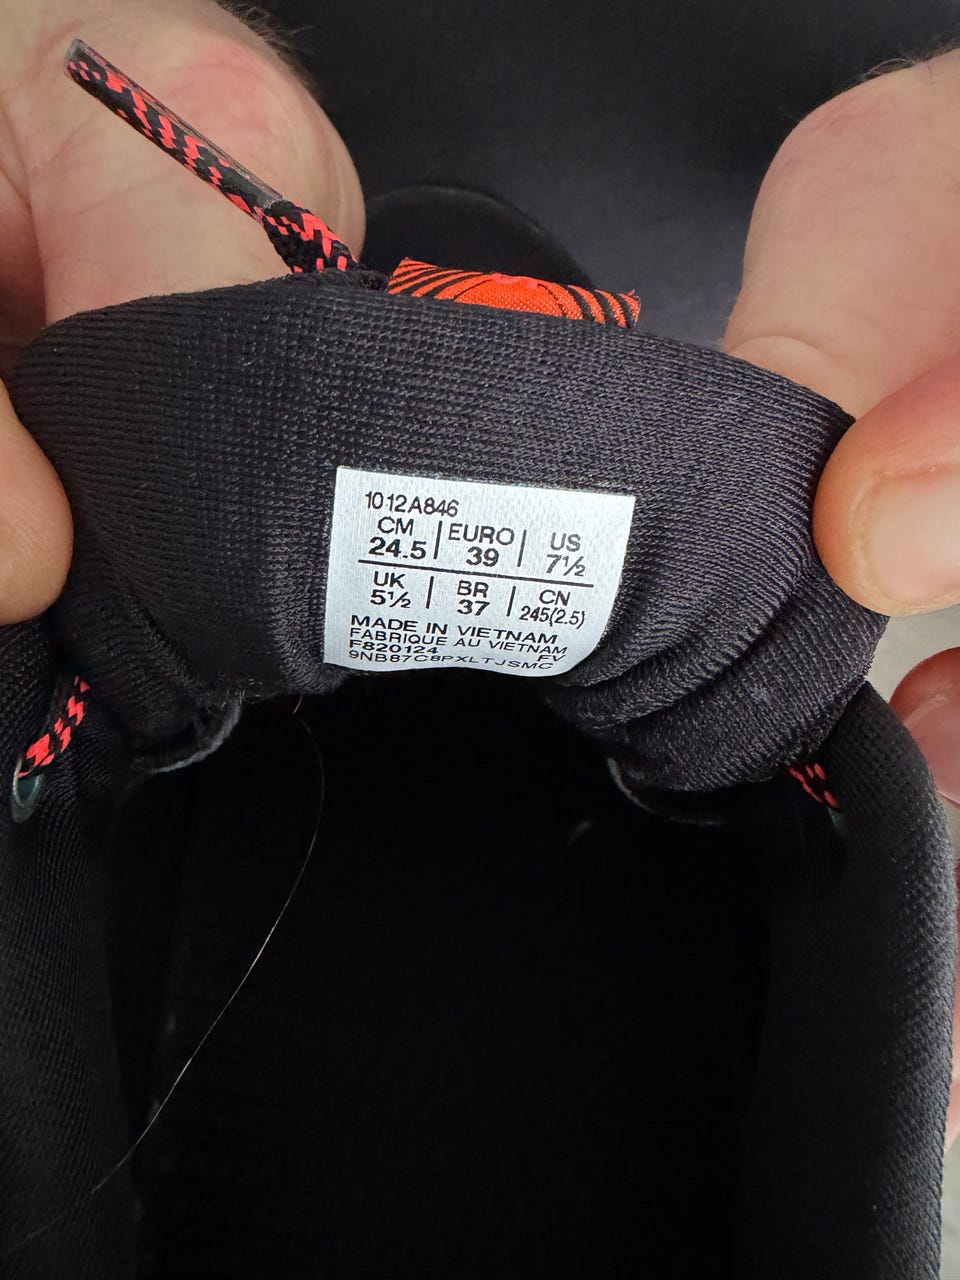 1012A846
CM | EURO | US
24.5 | 39 | 7½
UK | BR | CN
5½ | 37 | 245(2.5)
MADE IN VIETNAM
FABRIQUE AU VIETNAM
F820124 FV
9NB87C8PXLTJSMC